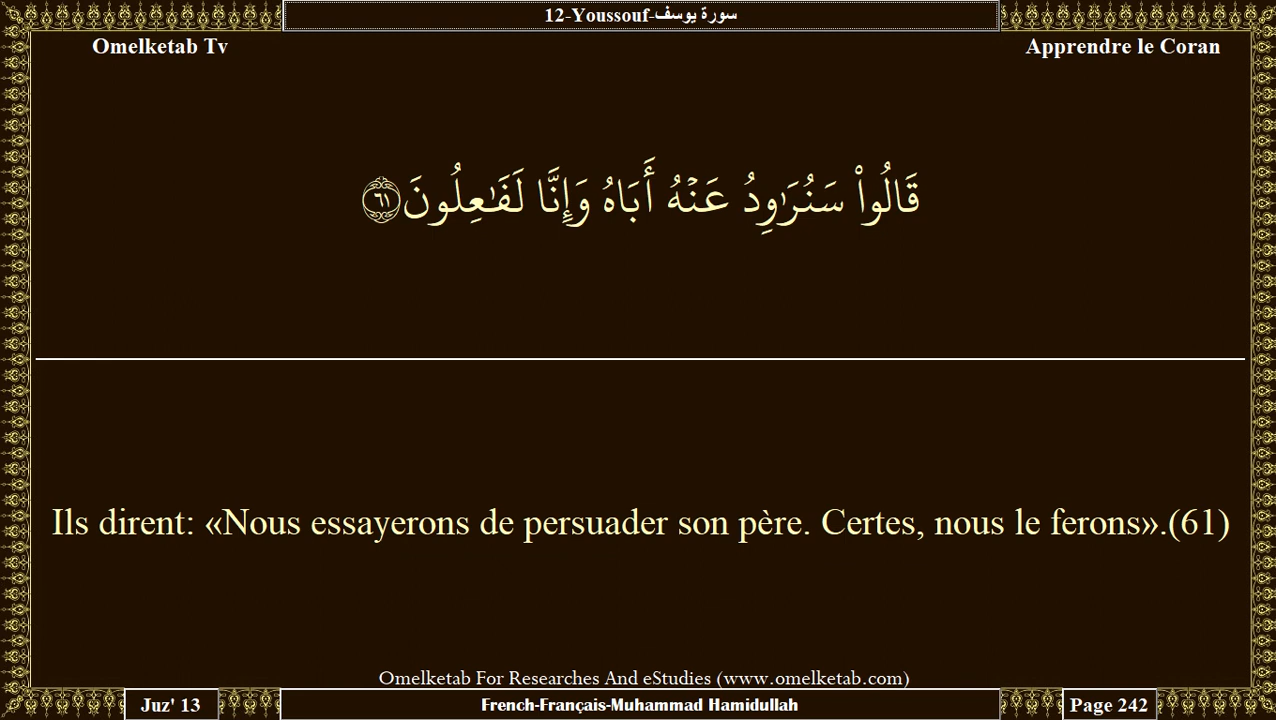 12-Youssouf-سورة يوسف
Omelketab Tv
Apprendre le Coran
قَالُوا۟ سَنُرَٰوِدُ عَنْهُ أَبَاهُ وَإِنَّا لَفَٰعِلُونَ ٦١
Ils dirent: «Nous essayerons de persuader son père. Certes, nous le ferons».(61)
Omelketab For Researches And eStudies (www.omelketab.com)
Juz' 13
French-Français-Muhammad Hamidullah
Page 242